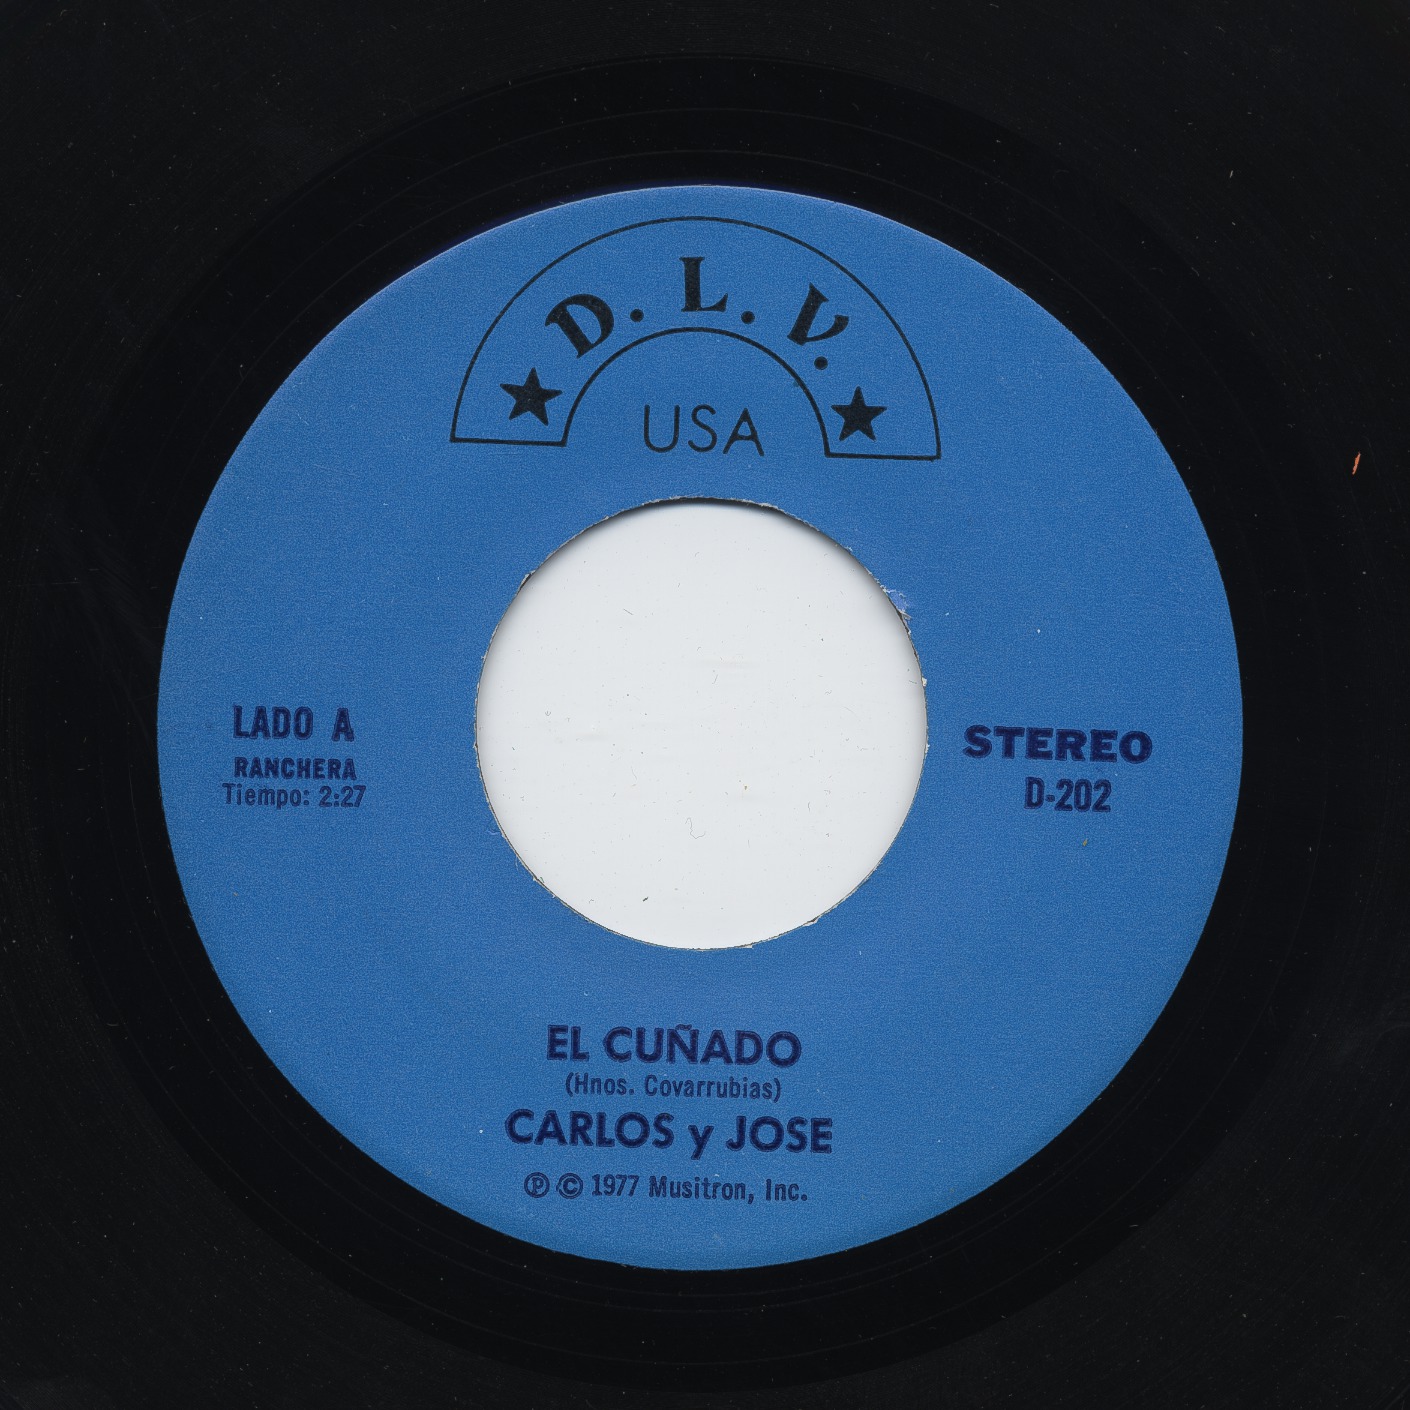 D. L. V.
USA
LADO A
RANCHERA
Tiempo: 2:27
STEREO
D-202
EL CUÑADO
(Hnos. Covarrubias)
CARLOS y JOSE
Ⓟ © 1977 Musitron, Inc.